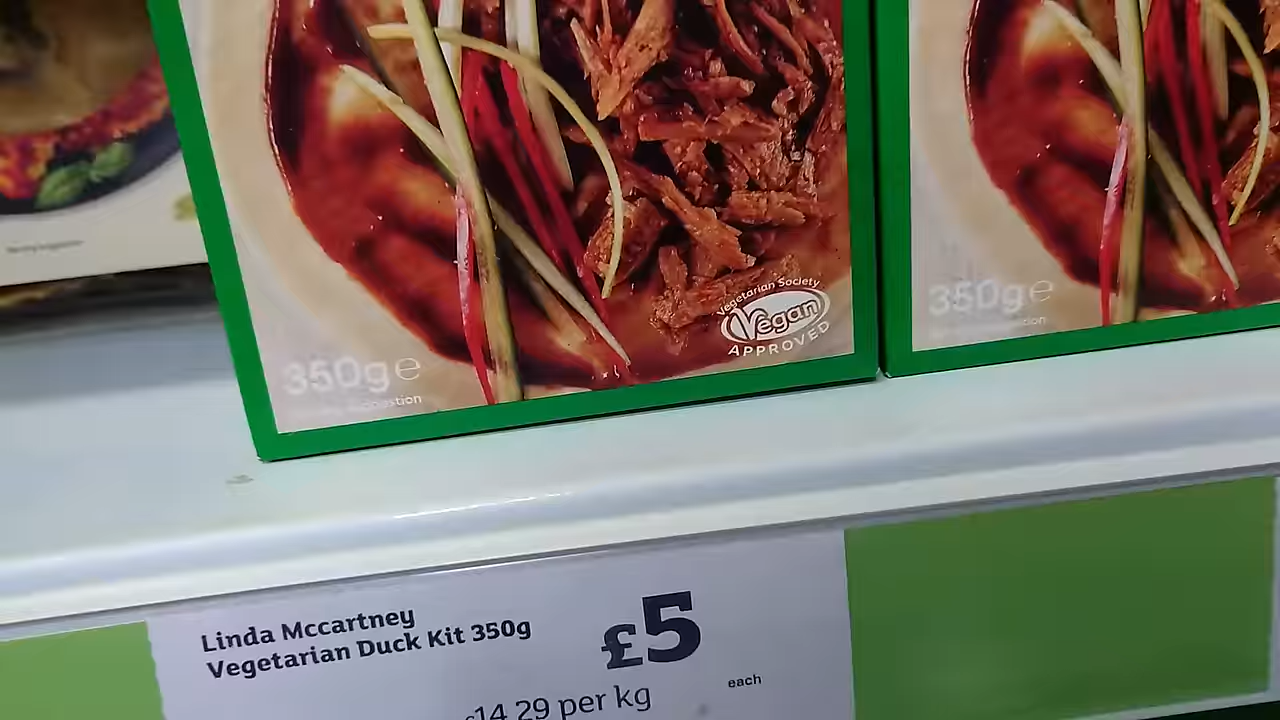 Vegetarian Society
Vegan
APPROVED
350g e
350g e
Linda Mccartney
Vegetarian Duck Kit 350g
£5
each
£14.29 per kg